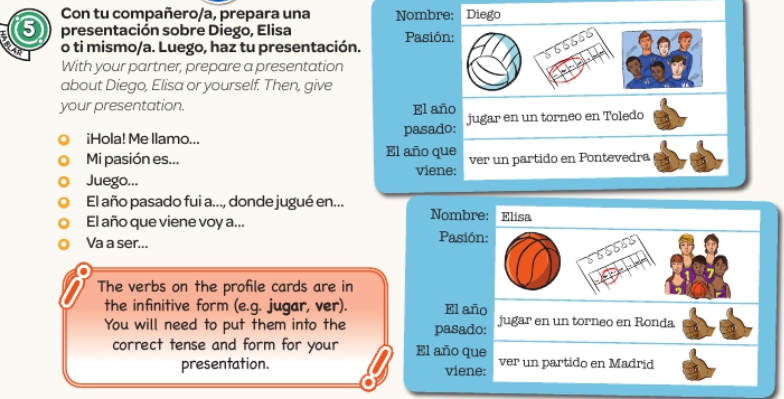 HABLAR
5
Con tu compañero/a, prepara una
presentación sobre Diego, Elisa
o ti mismo/a. Luego, haz tu presentación.
With your partner, prepare a presentation
about Diego, Elisa or yourself. Then, give
your presentation.
¡Hola! Me llamo...
Mi pasión es...
Juego...
El año pasado fui a..., donde jugué en...
El año que viene voy a...
Va a ser...
The verbs on the profile cards are in
the infinitive form (e.g. jugar, ver).
You will need to put them into the
correct tense and form for your
presentation.
Nombre: Diego
Pasión:
El año
pasado:
jugar en un torneo en Toledo
El año que
viene:
ver un partido en Pontevedra
Nombre: Elisa
Pasión:
El año
pasado:
jugar en un torneo en Ronda
El año que
viene:
ver un partido en Madrid